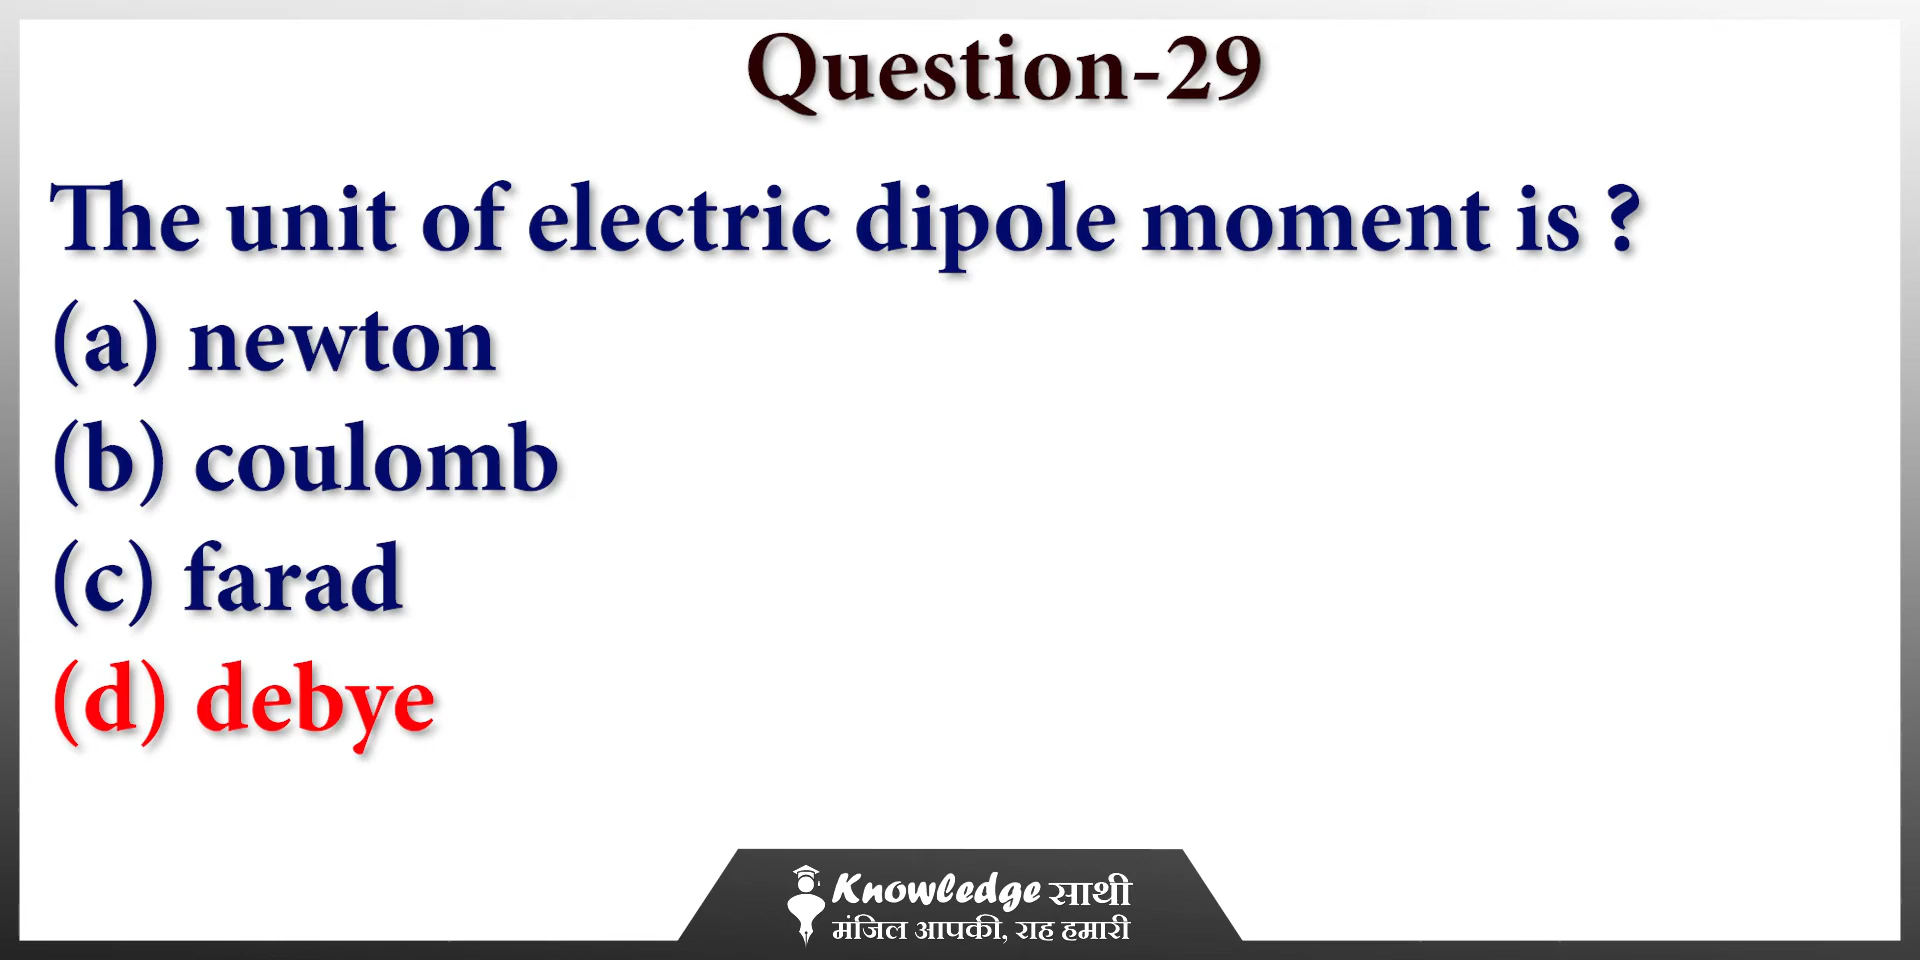 Question-29
The unit of electric dipole moment is ?
(a) newton
(b) coulomb
(c) farad
(d) debye
Knowledge साथी
मंजिल आपकी, राह हमारी